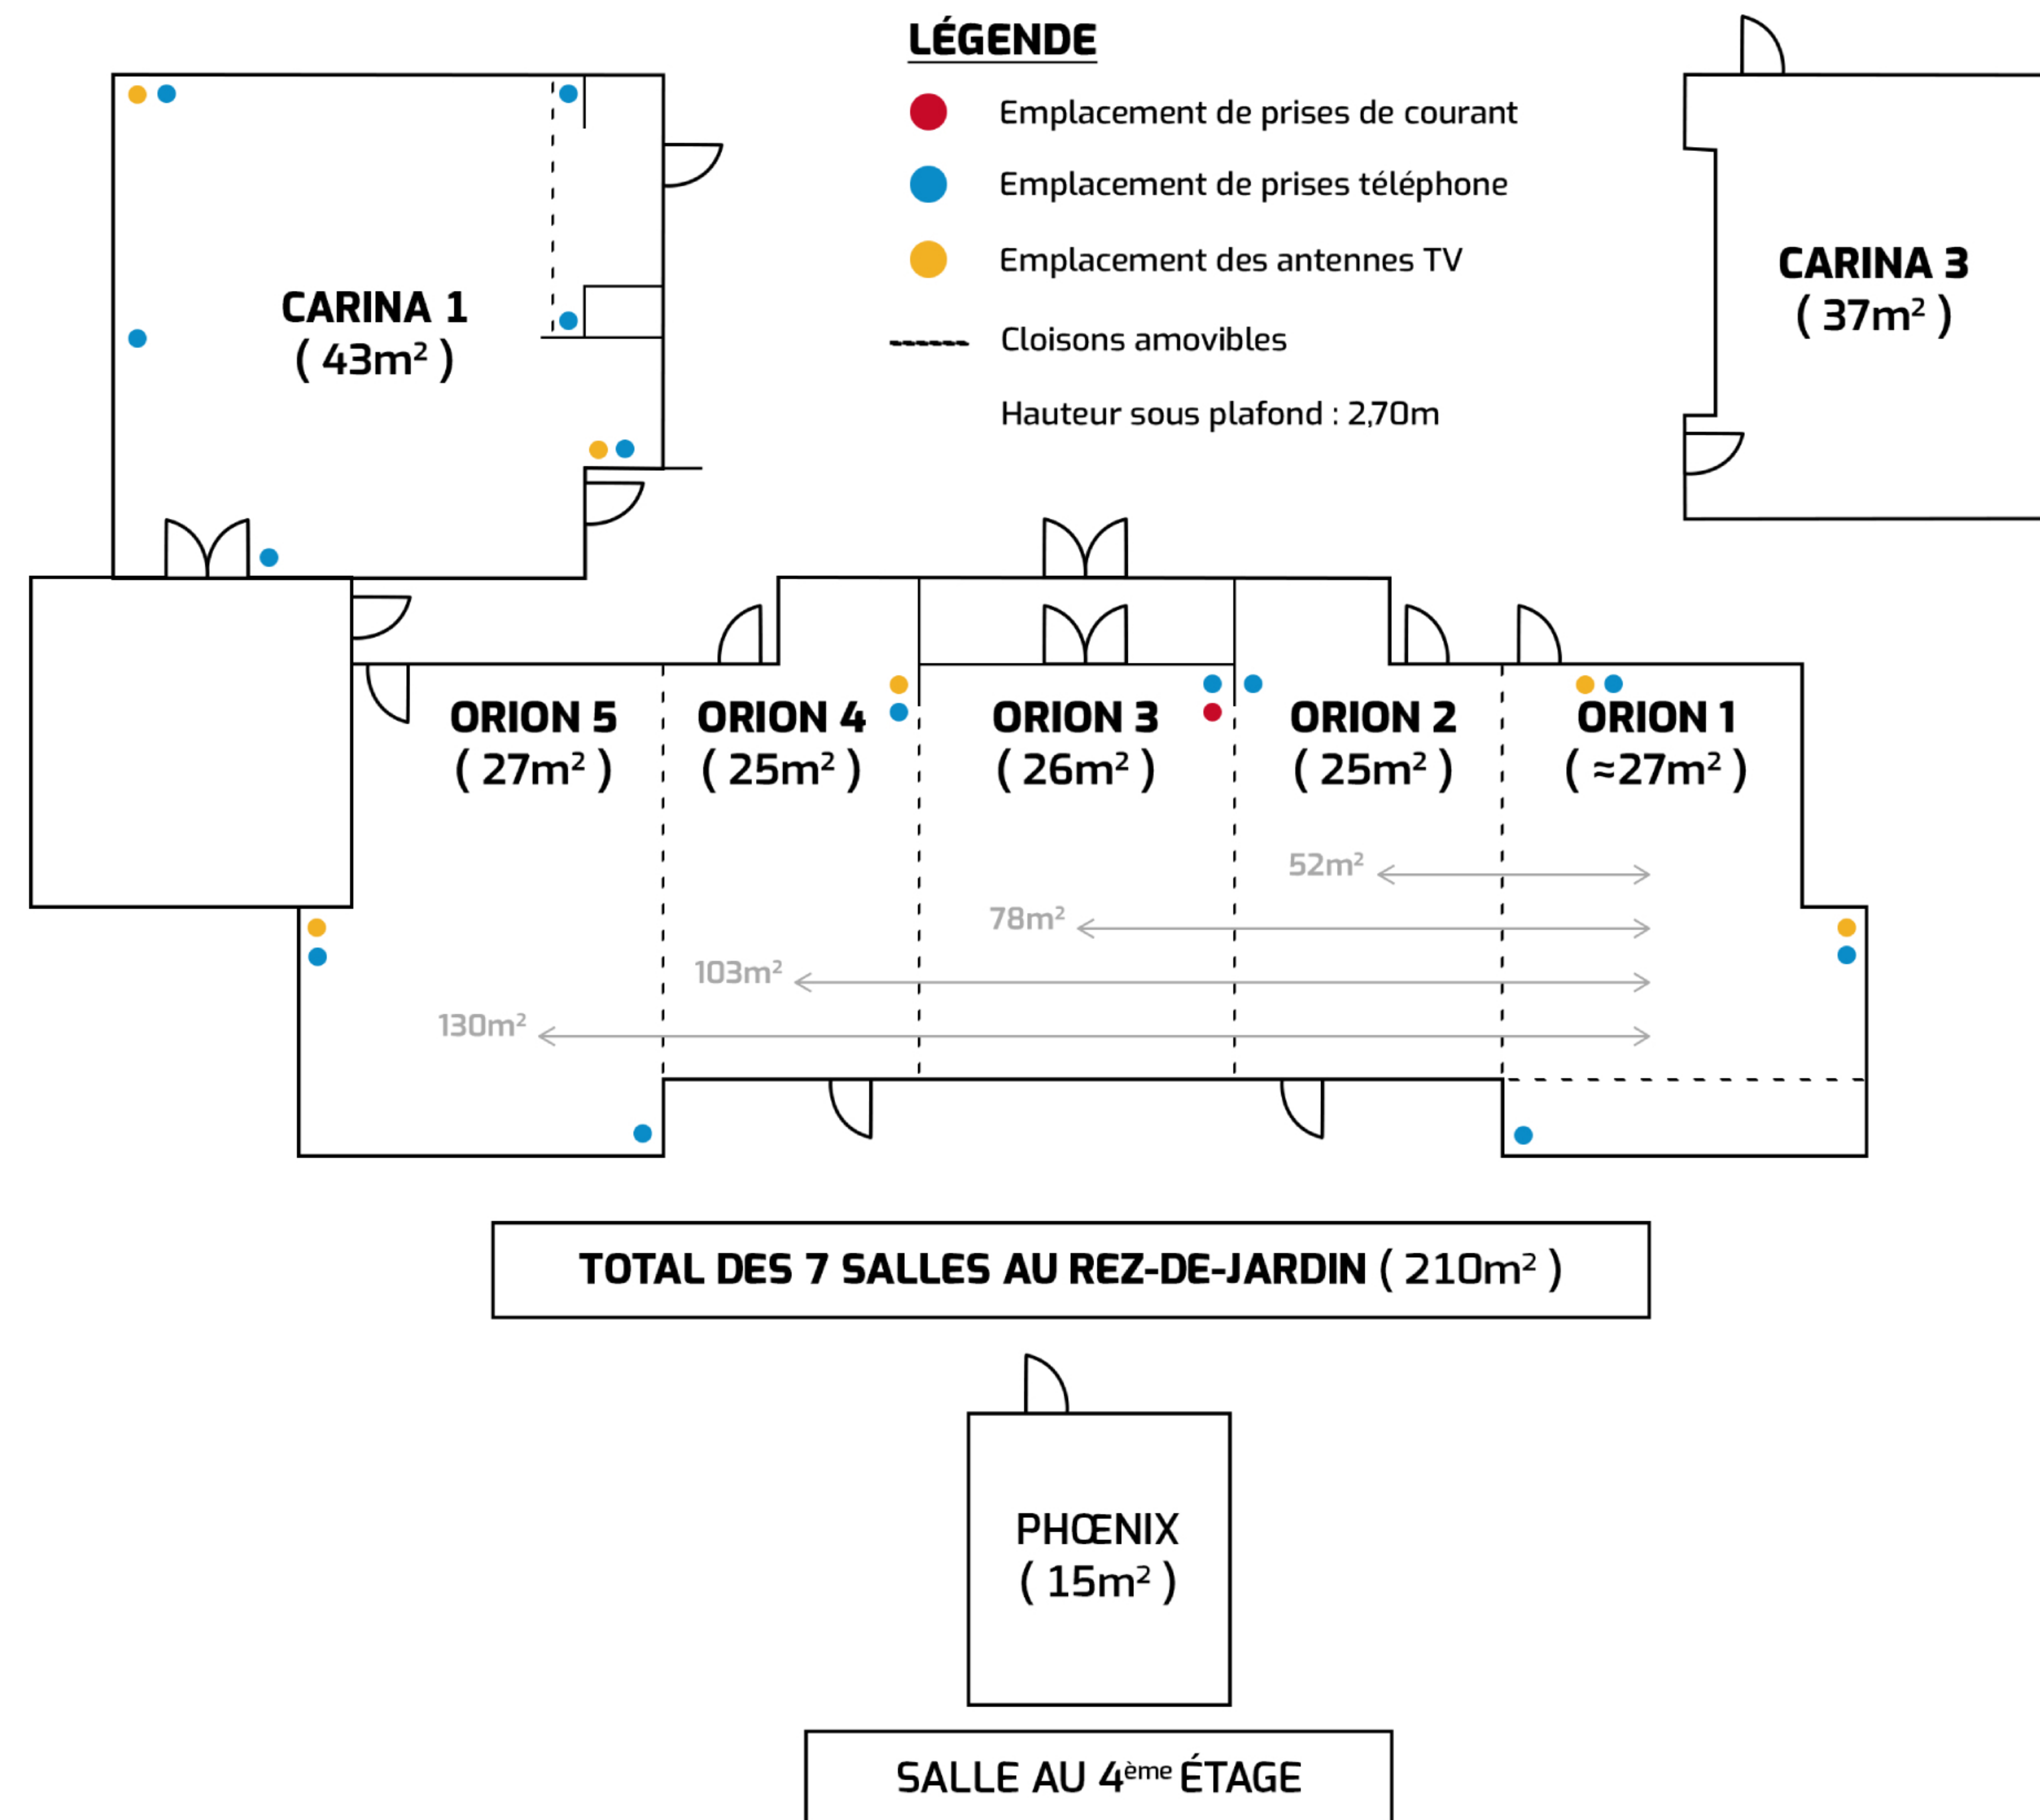 LÉGENDE
Emplacement de prises de courant
Emplacement de prises téléphone
Emplacement des antennes TV
Cloisons amovibles
Hauteur sous plafond : 2,70m
CARINA 1
( 43m² )
CARINA 3
( 37m² )
ORION 5
( 27m² )
ORION 4
( 25m² )
ORION 3
( 26m² )
ORION 2
( 25m² )
ORION 1
( ≈27m² )
52m²
78m²
103m²
130m²
TOTAL DES 7 SALLES AU REZ-DE-JARDIN ( 210m² )
PHŒNIX
( 15m² )
SALLE AU 4ème ÉTAGE